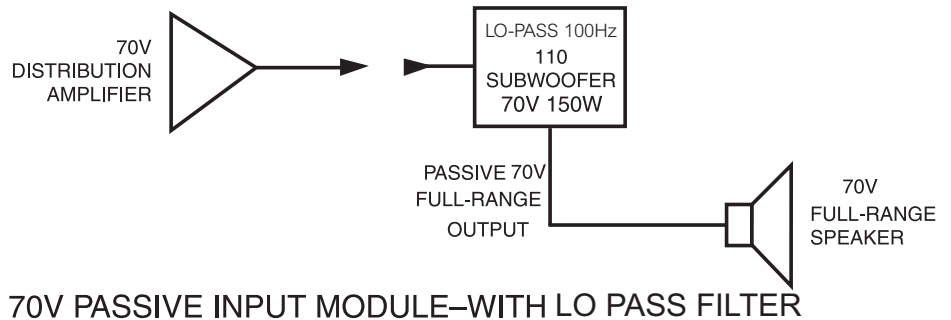 70V
DISTRIBUTION
AMPLIFIER
LO-PASS 100Hz
110
SUBWOOFER
70V 150W
PASSIVE 70V
FULL-RANGE
OUTPUT
70V
FULL-RANGE
SPEAKER
70V PASSIVE INPUT MODULE–WITH LO PASS FILTER